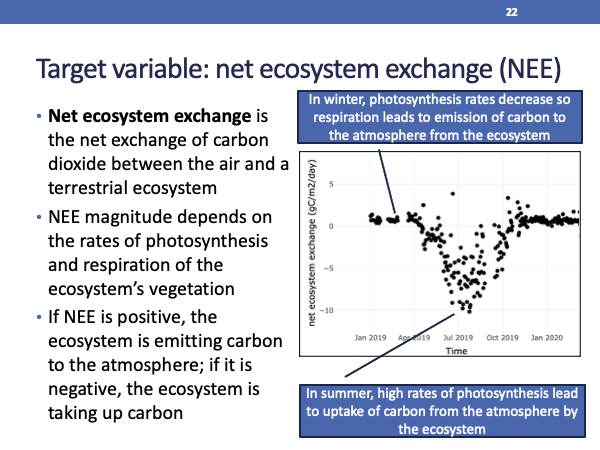 22
Target variable: net ecosystem exchange (NEE)
• Net ecosystem exchange is
the net exchange of carbon
dioxide between the air and a
terrestrial ecosystem
• NEE magnitude depends on
the rates of photosynthesis
and respiration of the
ecosystem's vegetation
• If NEE is positive, the
ecosystem is emitting carbon
to the atmosphere; if it is
negative, the ecosystem is
taking up carbon
In winter, photosynthesis rates decrease so
respiration leads to emission of carbon to
the atmosphere from the ecosystem
net ecosystem exchange (gC/m2/day)
5
0
−5
−10
Jan 2019 Apr 2019 Jul 2019 Oct 2019 Jan 2020
Time
In summer, high rates of photosynthesis lead
to uptake of carbon from the atmosphere by
the ecosystem